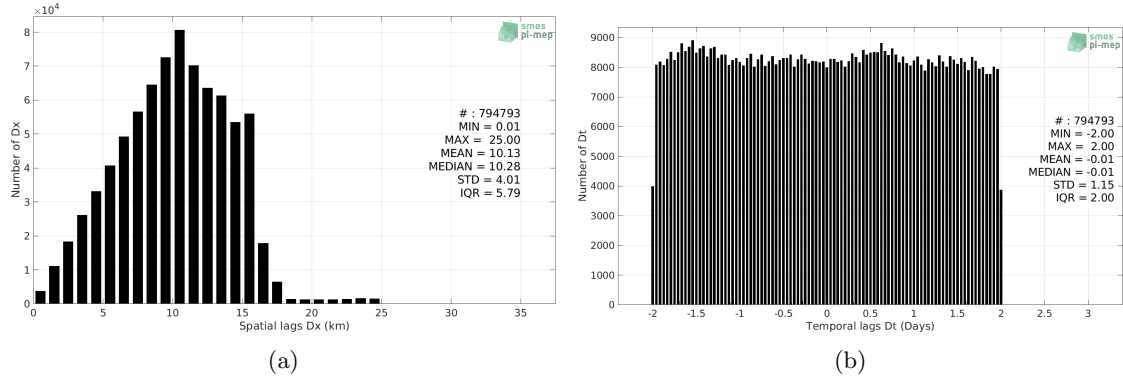 ×10⁴
8
7
6
5
4
3
2
1
0
Number of Dx
0 5 10 15 20 25 30 35
Spatial lags Dx (km)
smos
pi-mep
# : 794793
MIN = 0.01
MAX = 25.00
MEAN = 10.13
MEDIAN = 10.28
STD = 4.01
IQR = 5.79
(a)
9000
8000
7000
6000
5000
4000
3000
2000
1000
0
Number of Dt
-2 -1.5 -1 -0.5 0 0.5 1 1.5 2 2.5 3
Temporal lags Dt (Days)
smos
pi-mep
# : 794793
MIN = -2.00
MAX = 2.00
MEAN = -0.01
MEDIAN = -0.01
STD = 1.15
IQR = 2.00
(b)